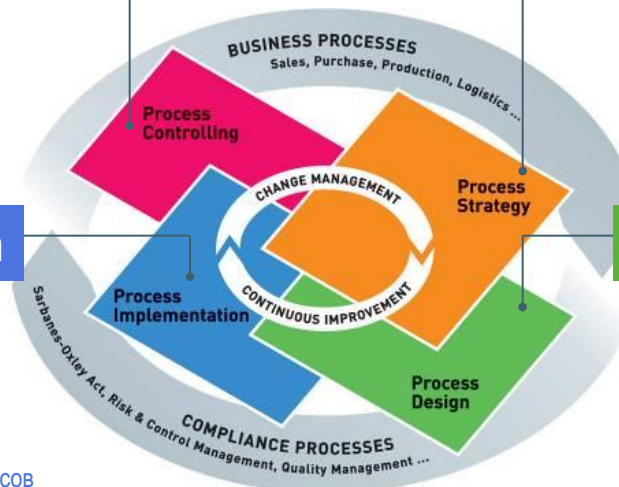 BUSINESS PROCESSES
Sales, Purchase, Production, Logistics ...
Process
Controlling
CHANGE MANAGEMENT
Process
Strategy
Process
Implementation
CONTINUOUS IMPROVEMENT
Process
Design
COMPLIANCE PROCESSES
Sarbanes-Oxley Act, Risk & Control Management, Quality Management ...
COB